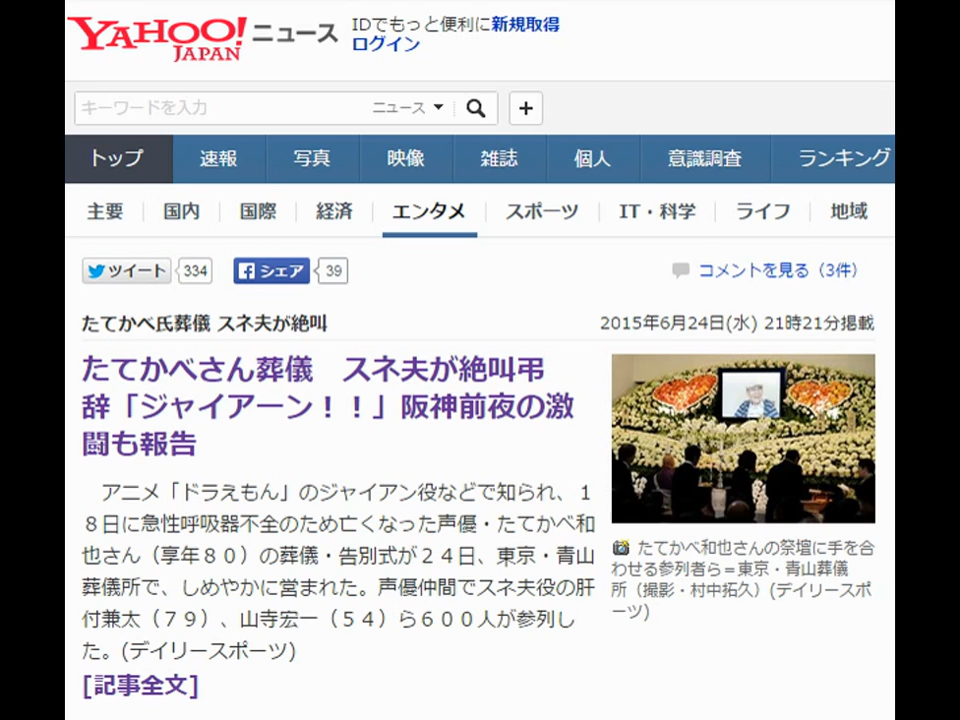 YAHOO! JAPAN ニュース
IDでもっと便利に新規取得
ログイン
キーワードを入力 ニュース
トップ 速報 写真 映像 雑誌 個人 意識調査 ランキング
主要 国内 国際 経済 エンタメ スポーツ IT・科学 ライフ 地域
ツイート 334 シェア 39 コメントを見る（3件）
たてかべ氏葬儀 スネ夫が絶叫 2015年6月24日(水) 21時21分掲載
たてかべさん葬儀　スネ夫が絶叫弔
辞「ジャイアーン！！」阪神前夜の激
闘も報告
アニメ「ドラえもん」のジャイアン役などで知られ、１
８日に急性呼吸器不全のため亡くなった声優・たてかべ和
也さん（享年８０）の葬儀・告別式が２４日、東京・青山
葬儀所で、しめやかに営まれた。声優仲間でスネ夫役の肝
付兼太（７９）、山寺宏一（５４）ら６００人が参列し
た。(デイリースポーツ)
[記事全文]
たてかべ和也さんの祭壇に手を合
わせる参列者ら＝東京・青山葬儀
所（撮影・村中拓久）(デイリースポ
ーツ)